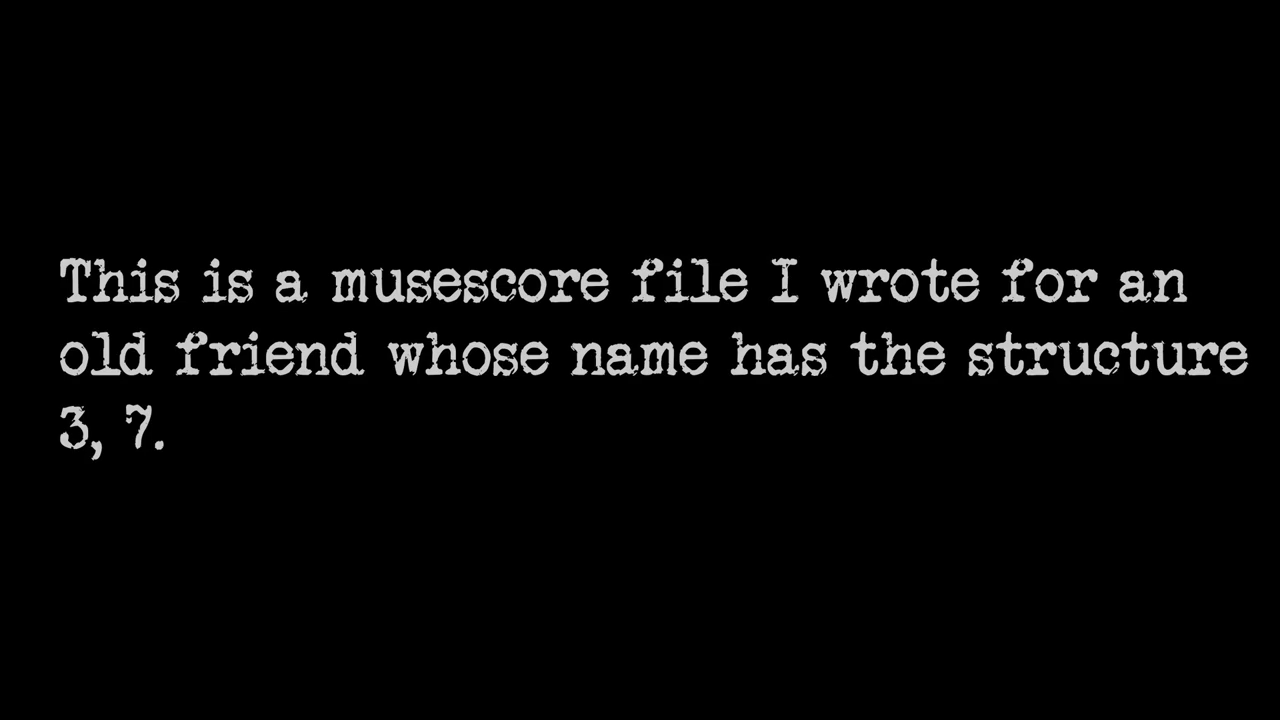 This is a musescore file I wrote for an
old friend whose name has the structure
3, 7.